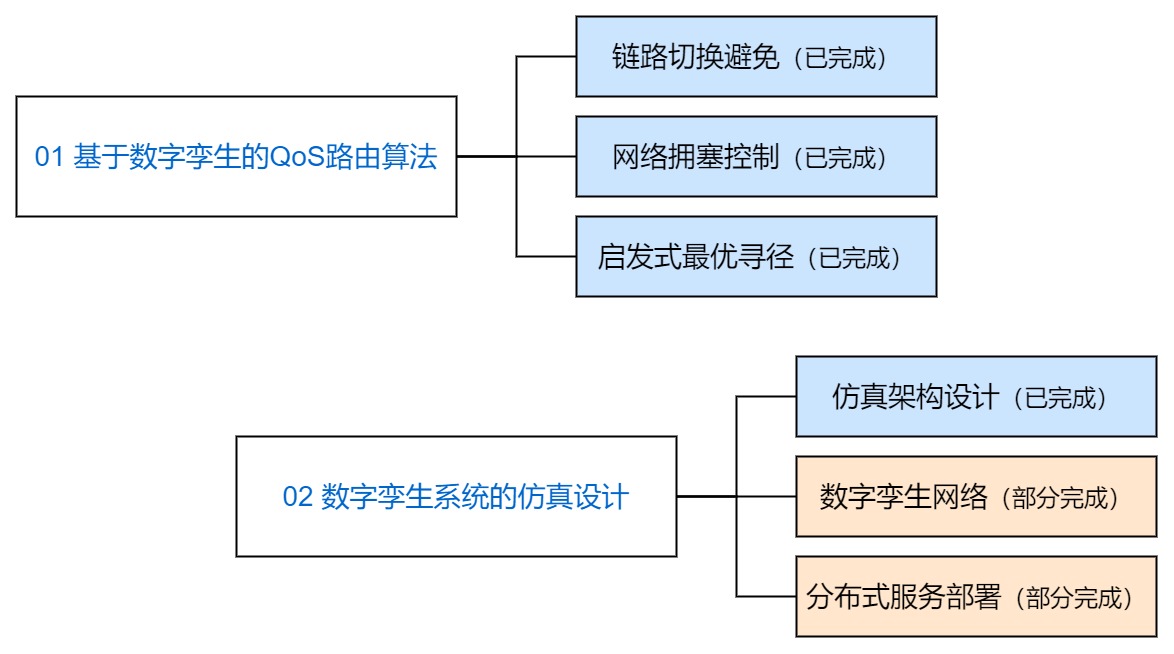 01 基于数字孪生的QoS路由算法
链路切换避免（已完成）
网络拥塞控制（已完成）
启发式最优寻径（已完成）
02 数字孪生系统的仿真设计
仿真架构设计（已完成）
数字孪生网络（部分完成）
分布式服务部署（部分完成）